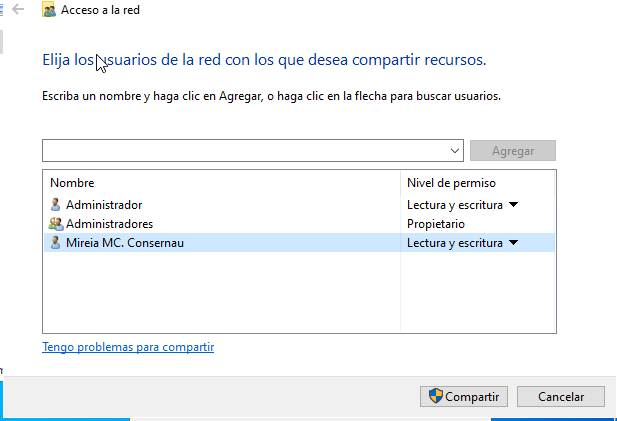 Acceso a la red
Elija los usuarios de la red con los que desea compartir recursos.
Escriba un nombre y haga clic en Agregar, o haga clic en la flecha para buscar usuarios.
Agregar
Nombre Nivel de permiso
Administrador Lectura y escritura
Administradores Propietario
Mireia MC. Consernau Lectura y escritura
Tengo problemas para compartir
Compartir Cancelar